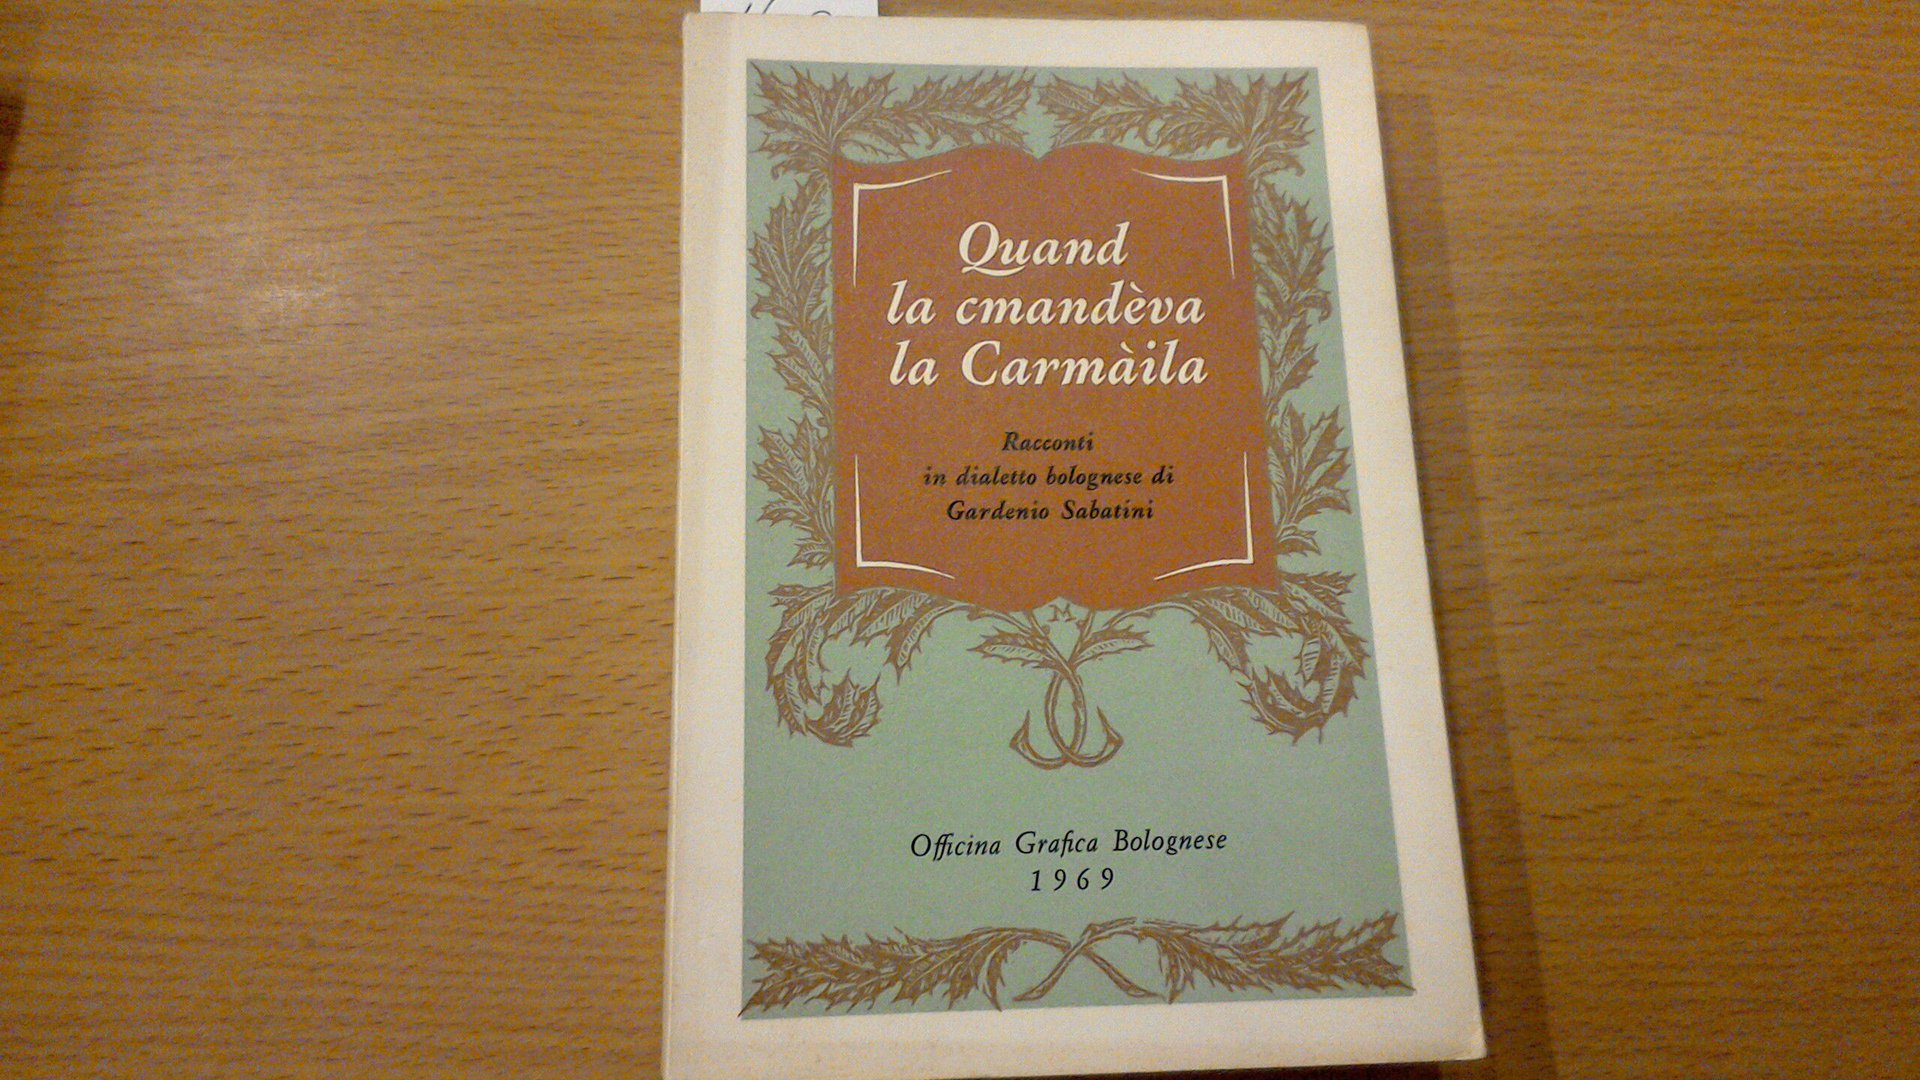 Quand
la cmandèva
la Carmàila
Racconti
in dialetto bolognese di
Gardenio Sabatini
M
Officina Grafica Bolognese
1969